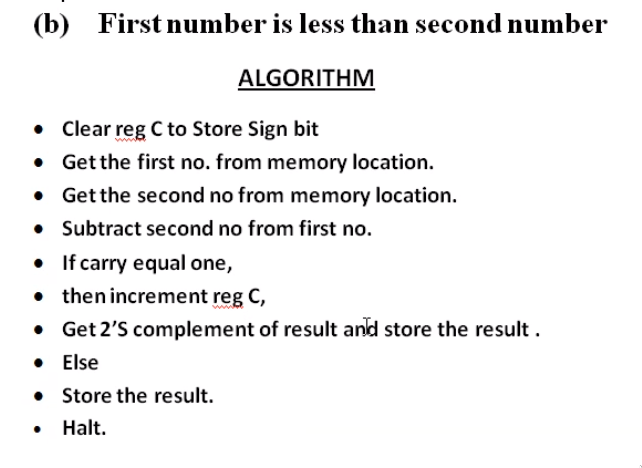 (b) First number is less than second number
ALGORITHM
• Clear reg C to Store Sign bit
• Get the first no. from memory location.
• Get the second no from memory location.
• Subtract second no from first no.
• If carry equal one,
• then increment reg C,
• Get 2'S complement of result and store the result .
• Else
• Store the result.
• Halt.